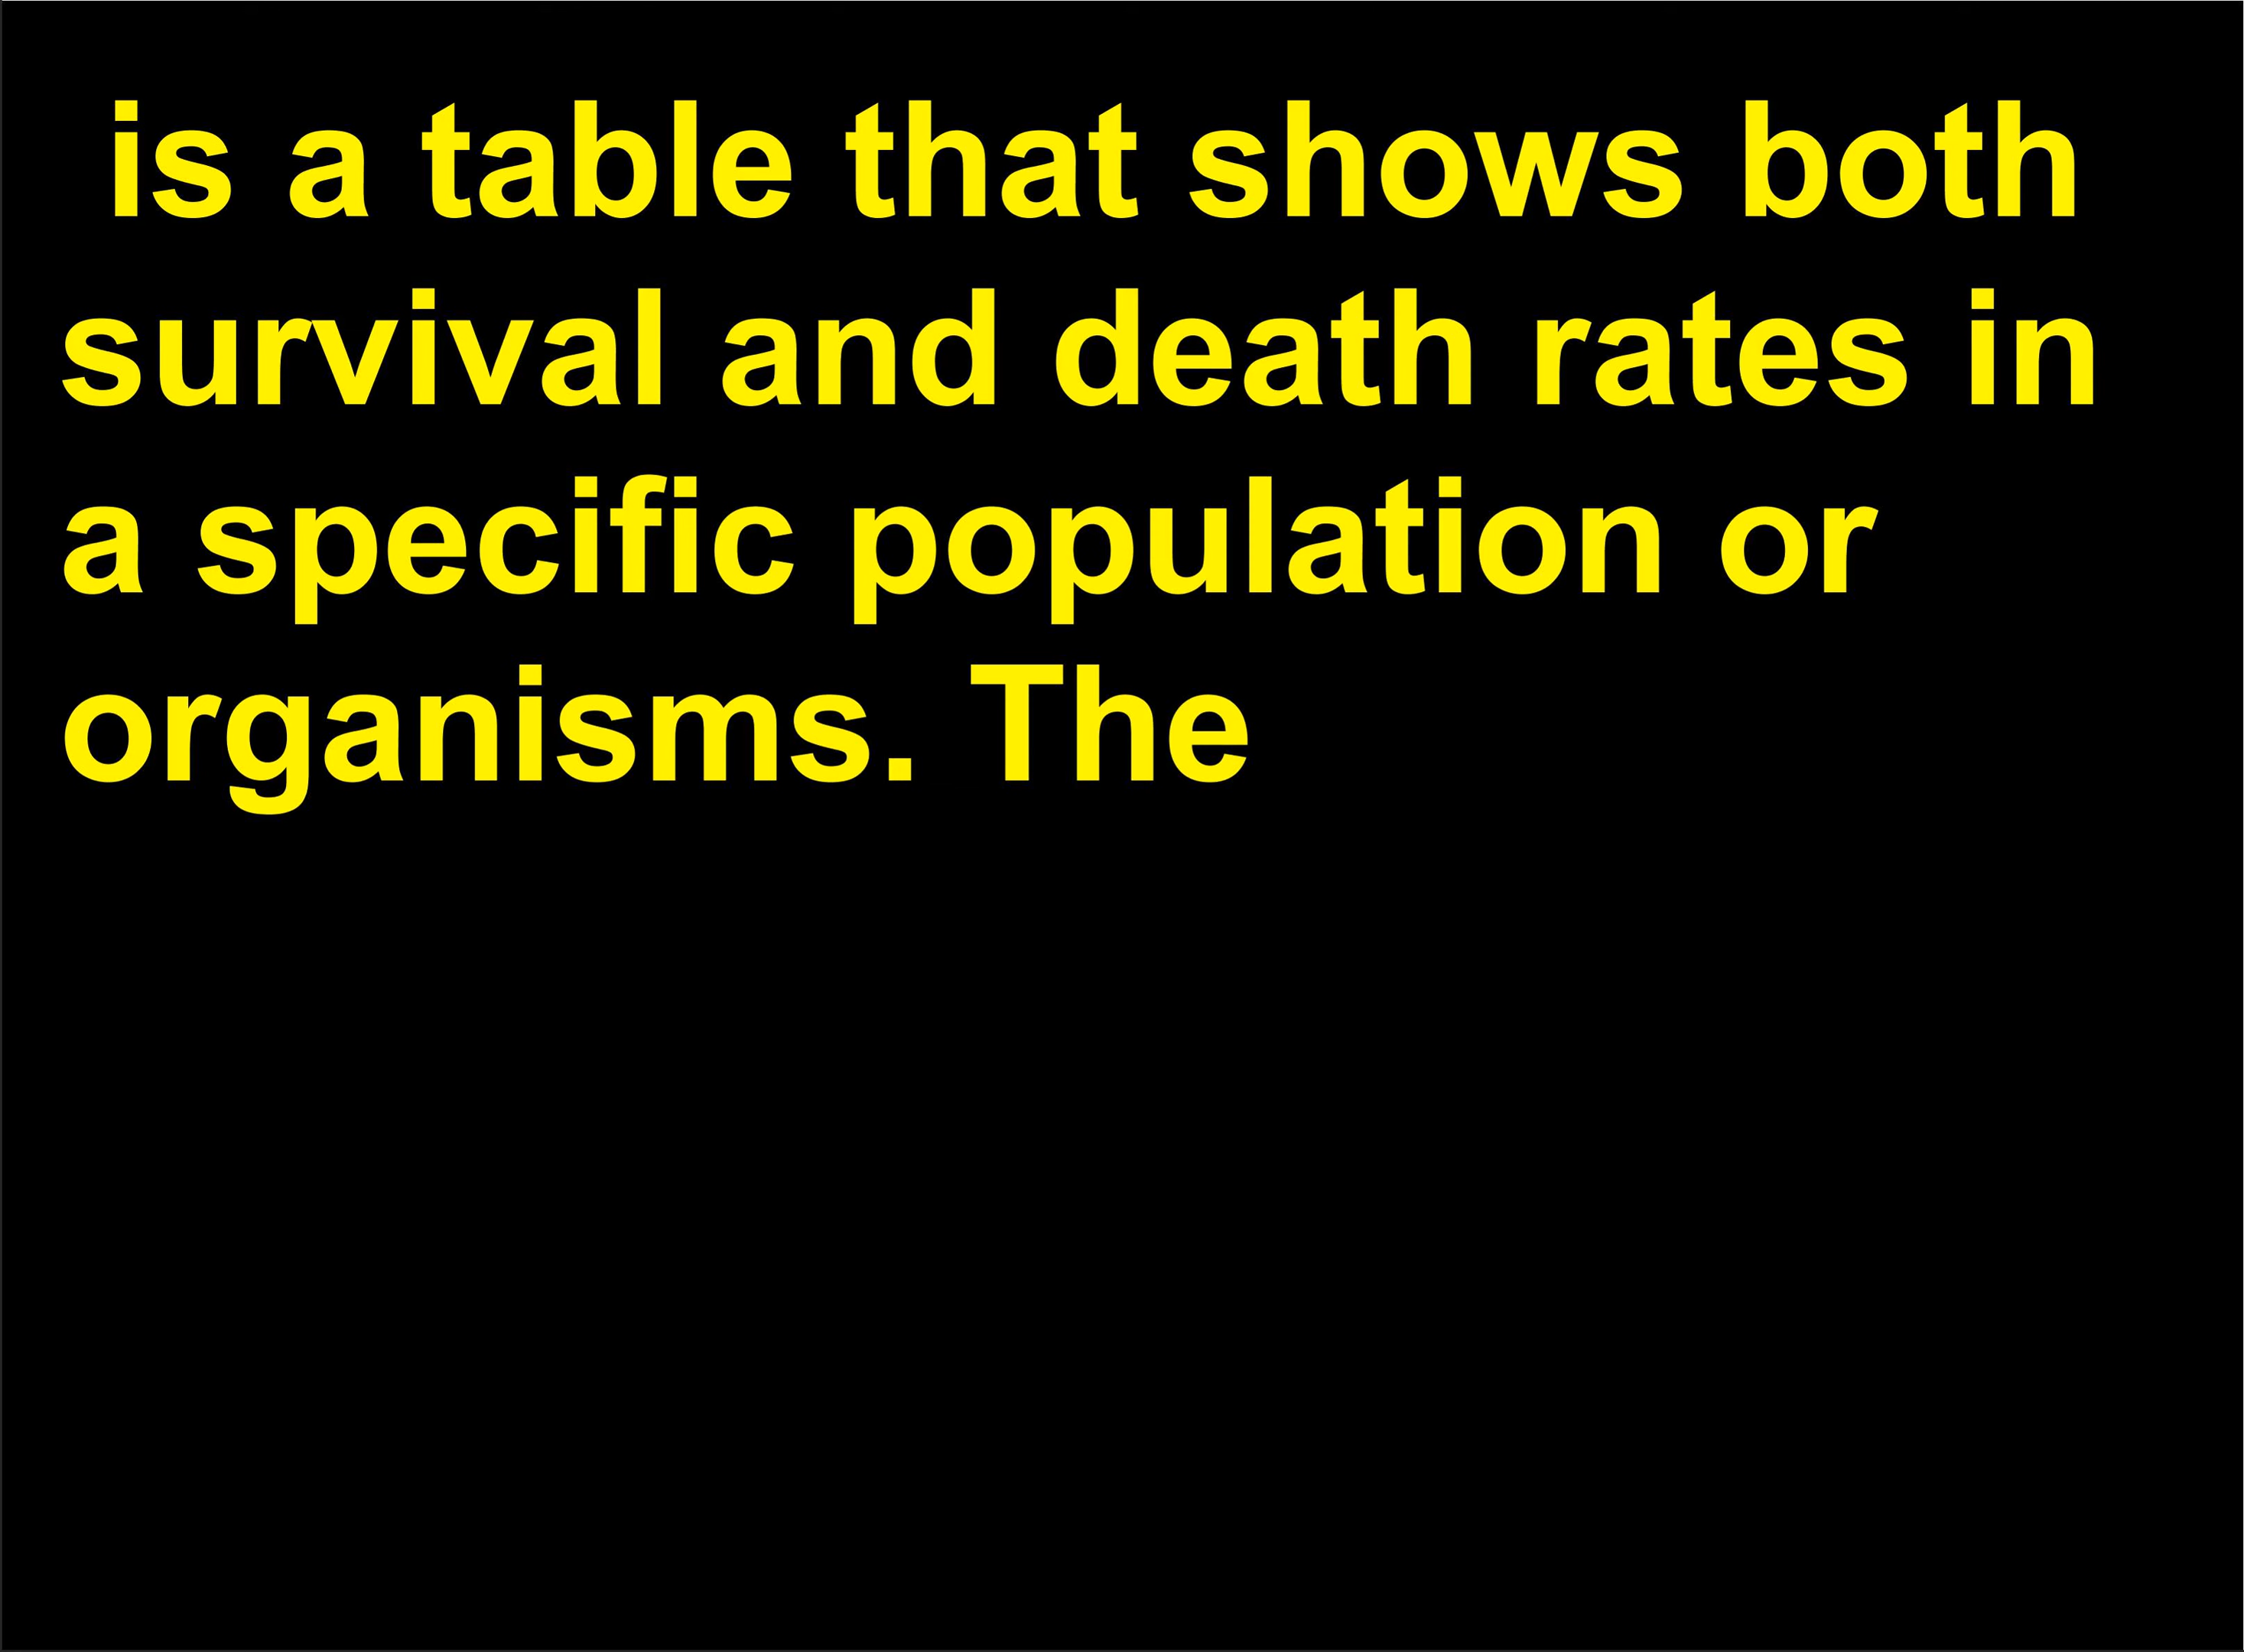 is a table that shows both
survival and death rates in
a specific population or
organisms. The